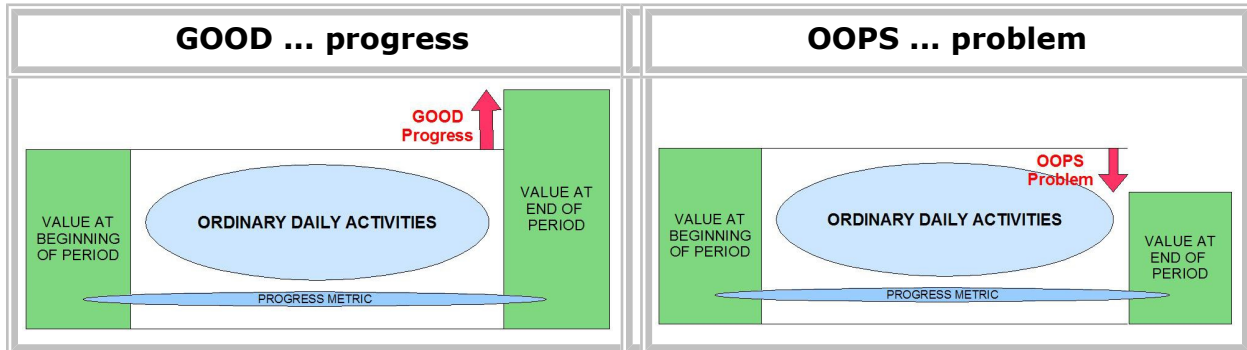 GOOD ... progress
GOOD
Progress
VALUE AT
BEGINNING
OF PERIOD
ORDINARY DAILY ACTIVITIES
VALUE AT
END OF
PERIOD
PROGRESS METRIC
OOPS ... problem
OOPS
Problem
VALUE AT
BEGINNING
OF PERIOD
ORDINARY DAILY ACTIVITIES
VALUE AT
END OF
PERIOD
PROGRESS METRIC